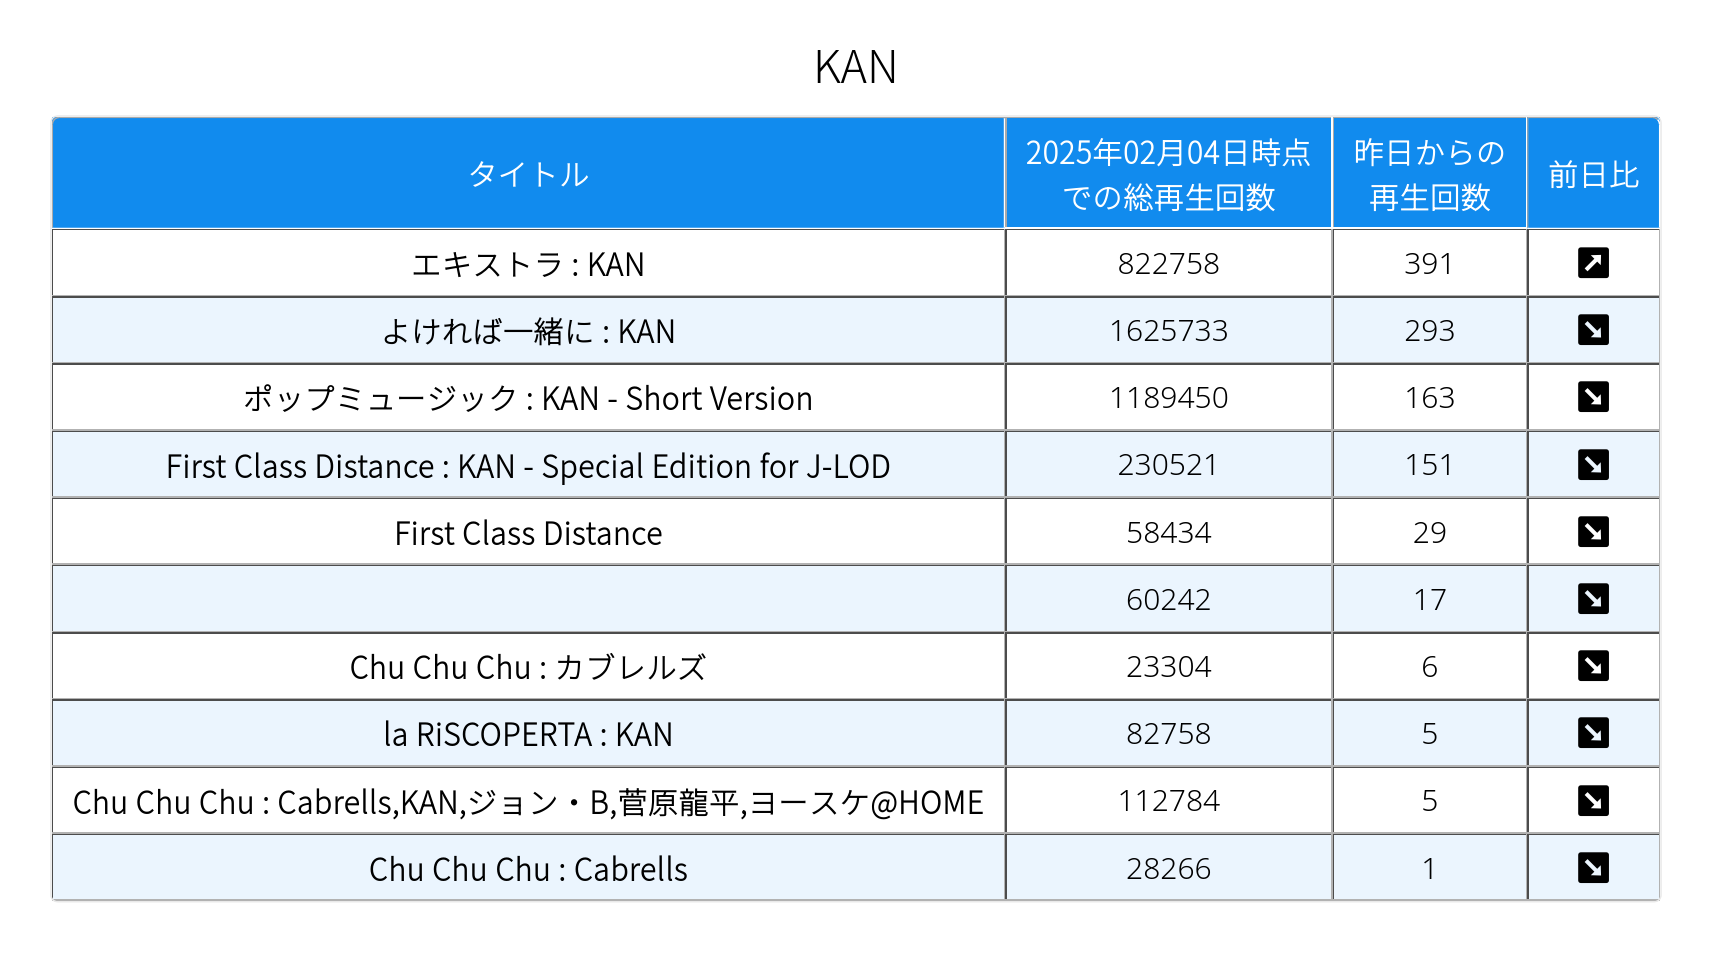 KAN
タイトル 2025年02月04日時点での総再生回数 昨日からの再生回数 前日比
エキストラ : KAN 822758 391
よければ一緒に : KAN 1625733 293
ポップミュージック : KAN - Short Version 1189450 163
First Class Distance : KAN - Special Edition for J-LOD 230521 151
First Class Distance 58434 29
60242 17
Chu Chu Chu : カブレルズ 23304 6
la RiSCOPERTA : KAN 82758 5
Chu Chu Chu : Cabrells,KAN,ジョン・B,菅原龍平,ヨースケ@HOME 112784 5
Chu Chu Chu : Cabrells 28266 1